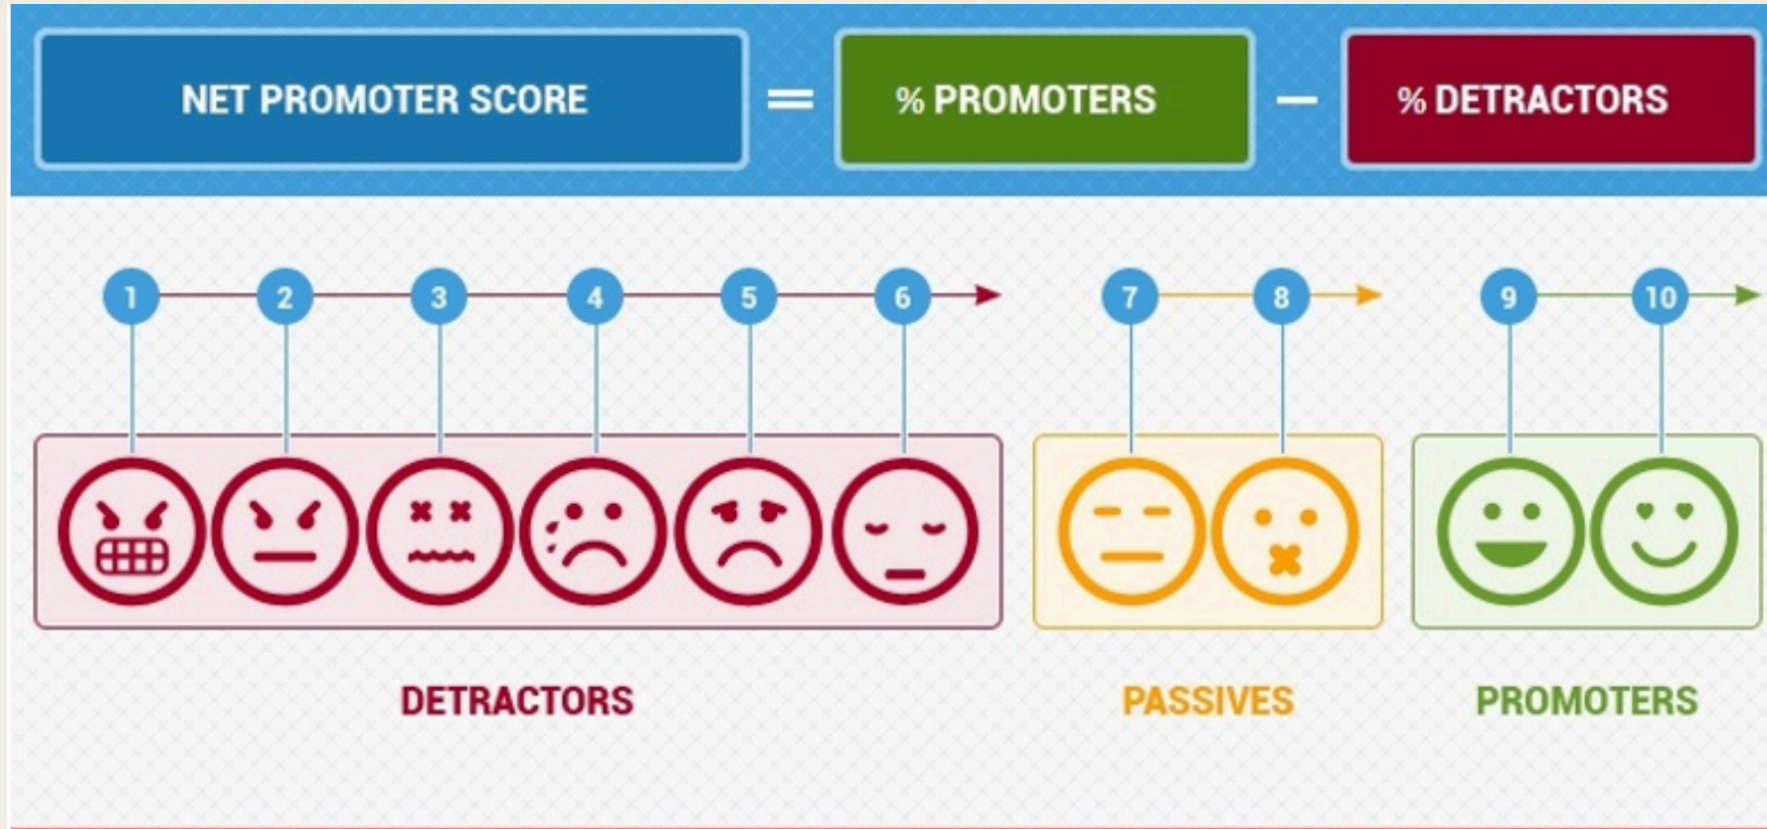 NET PROMOTER SCORE = % PROMOTERS – % DETRACTORS
1 2 3 4 5 6 7 8 9 10
DETRACTORS PASSIVES PROMOTERS